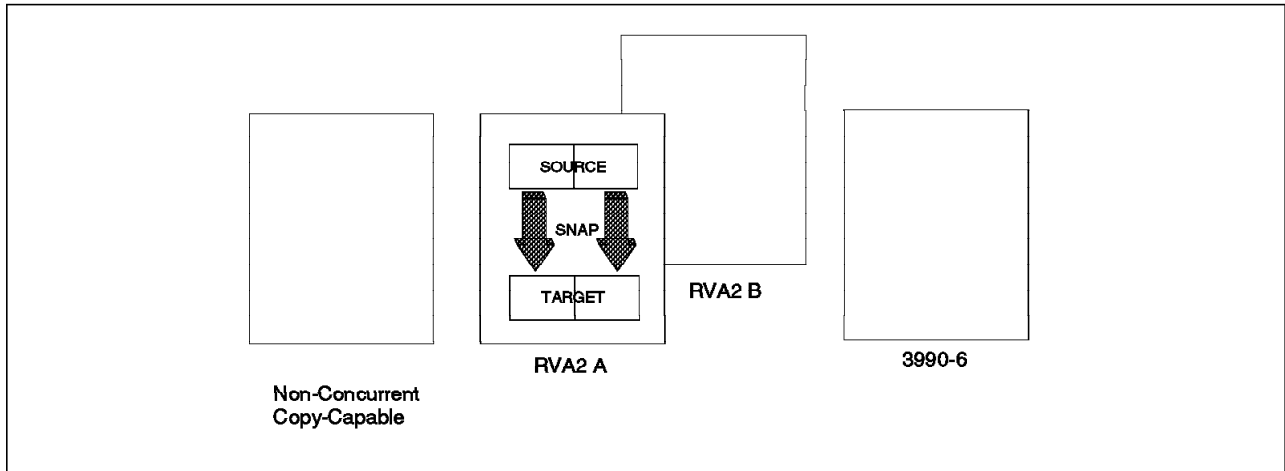 SOURCE
SNAP
TARGET
RVA2 A
RVA2 B
3990-6
Non-Concurrent
Copy-Capable